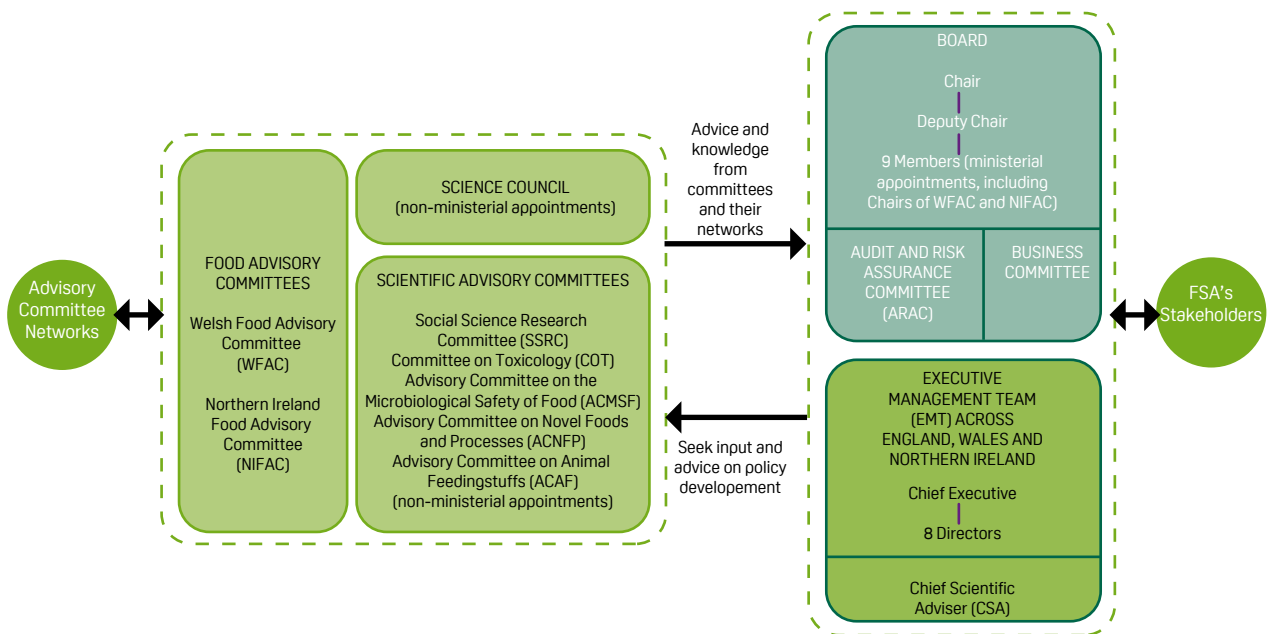 Advisory
Committee
Networks
FOOD ADVISORY
COMMITTEES
Welsh Food Advisory
Committee
(WFAC)
Northern Ireland
Food Advisory
Committee
(NIFAC)
SCIENCE COUNCIL
(non-ministerial appointments)
SCIENTIFIC ADVISORY COMMITTEES
Social Science Research
Committee (SSRC)
Committee on Toxicology (COT)
Advisory Committee on the
Microbiological Safety of Food (ACMSF)
Advisory Committee on Novel Foods
and Processes (ACNFP)
Advisory Committee on Animal
Feedingstuffs (ACAF)
(non-ministerial appointments)
Advice and
knowledge
from
committees
and their
networks
Seek input and
advice on policy
developement
BOARD
Chair
Deputy Chair
9 Members (ministerial
appointments, including
Chairs of WFAC and NIFAC)
AUDIT AND RISK
ASSURANCE
COMMITTEE
(ARAC)
BUSINESS
COMMITTEE
EXECUTIVE
MANAGEMENT TEAM
(EMT) ACROSS
ENGLAND, WALES AND
NORTHERN IRELAND
Chief Executive
8 Directors
Chief Scientific
Adviser (CSA)
FSA's
Stakeholders